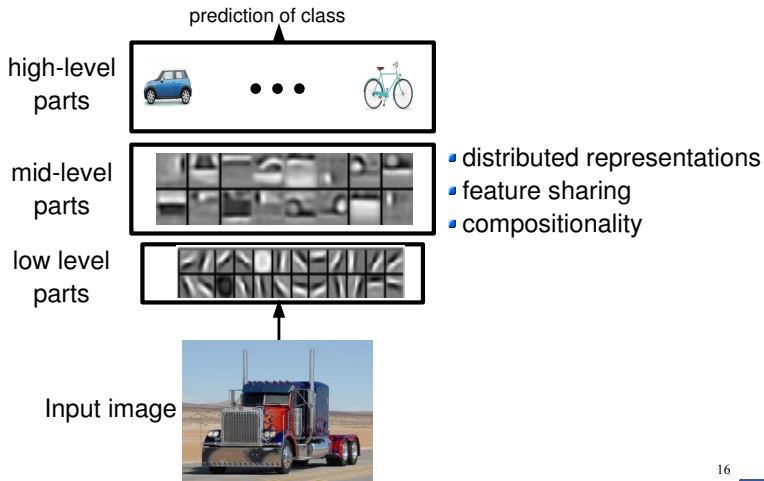 prediction of class
high-level
parts
mid-level
parts
distributed representations
feature sharing
compositionality
low level
parts
Input image
16